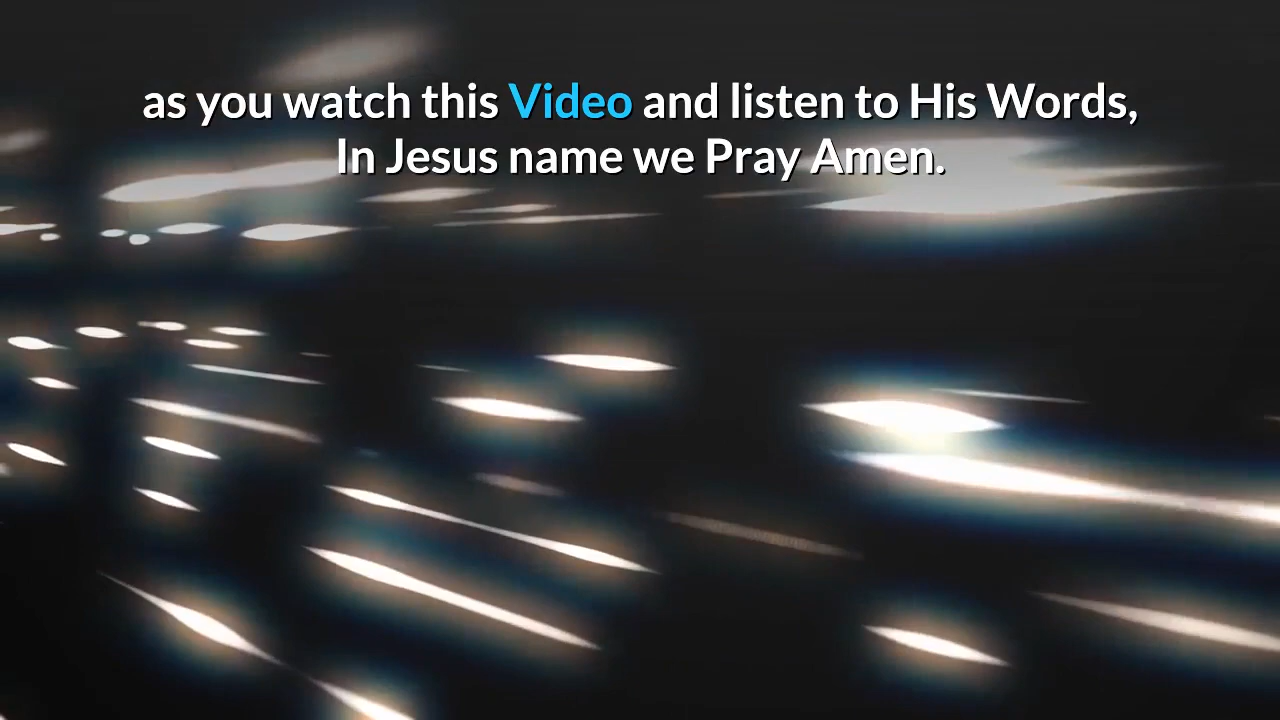 as you watch this Video and listen to His Words,
In Jesus name we Pray Amen.